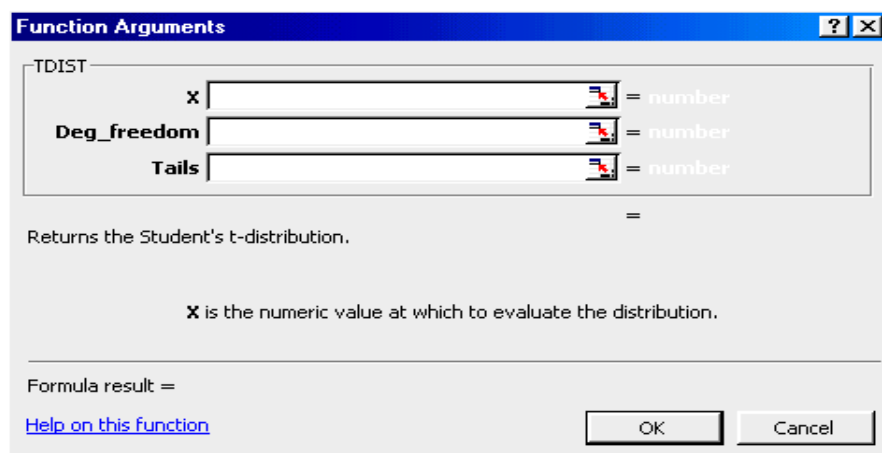 Function Arguments
TDIST
X = number
Deg_freedom = number
Tails = number
=
Returns the Student's t-distribution.
X is the numeric value at which to evaluate the distribution.
Formula result =
Help on this function
OK Cancel